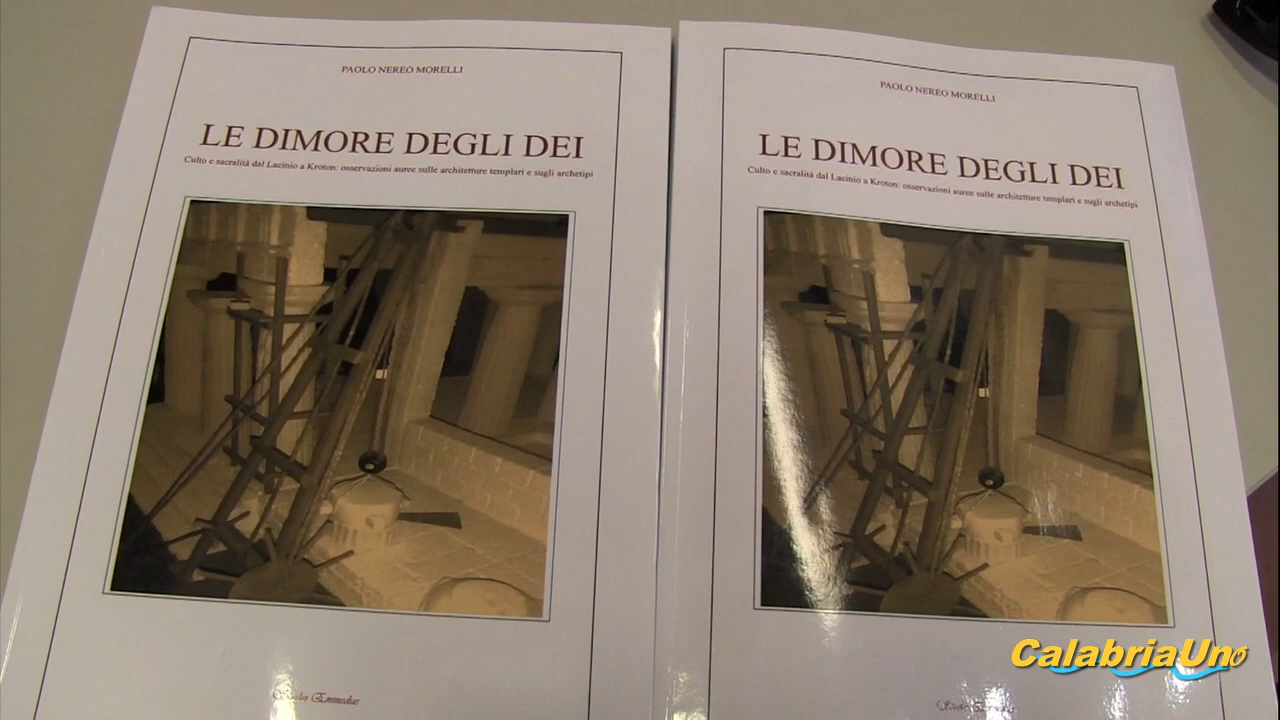 PAOLO NEREO MORELLI
LE DIMORE DEGLI DEI
Culto e sacralità dal Lacinio a Kroton: osservazioni auree sulle architetture templari e sugli archetipi
PAOLO NEREO MORELLI
LE DIMORE DEGLI DEI
Culto e sacralità dal Lacinio a Kroton: osservazioni auree sulle architetture templari e sugli archetipi
CalabriaUno